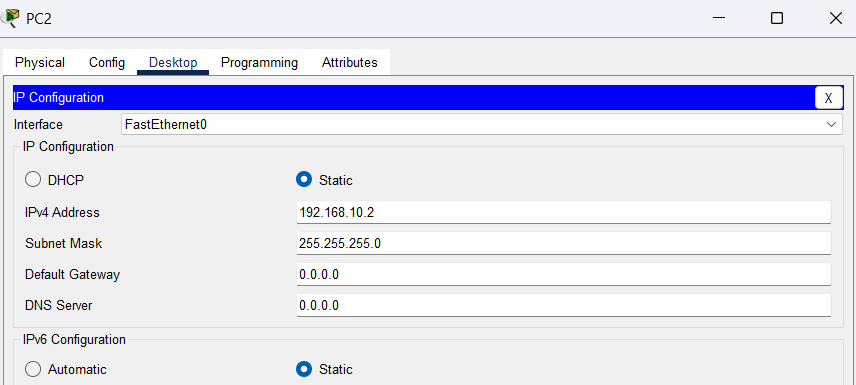 PC2
Physical Config Desktop Programming Attributes
IP Configuration X
Interface FastEthernet0
IP Configuration
DHCP Static
IPv4 Address 192.168.10.2
Subnet Mask 255.255.255.0
Default Gateway 0.0.0.0
DNS Server 0.0.0.0
IPv6 Configuration
Automatic Static